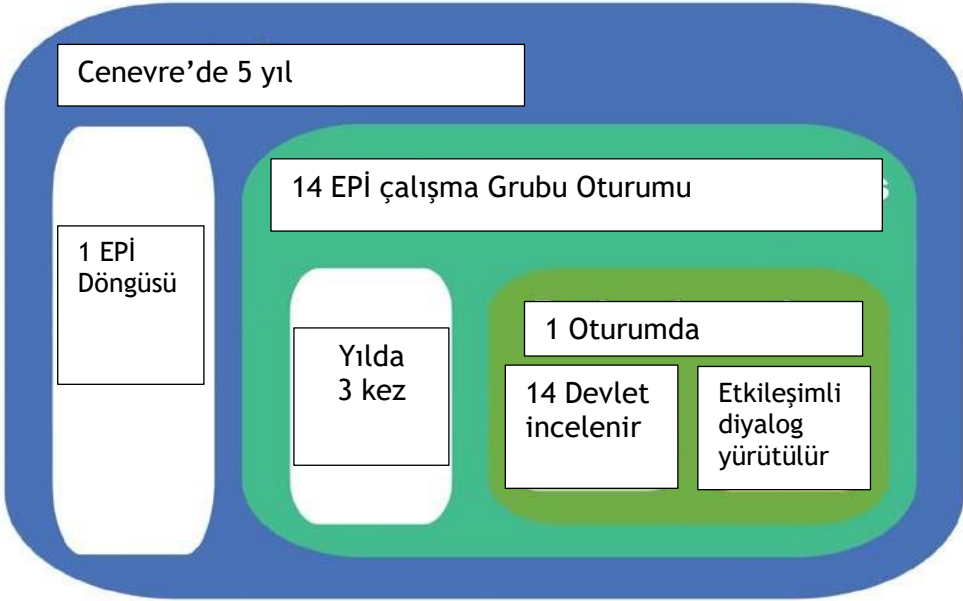 Cenevre’de 5 yıl
14 EPİ çalışma Grubu Oturumu
1 EPİ
Döngüsü
Yılda
3 kez
1 Oturumda
14 Devlet
incelenir
Etkileşimli
diyalog
yürütülür